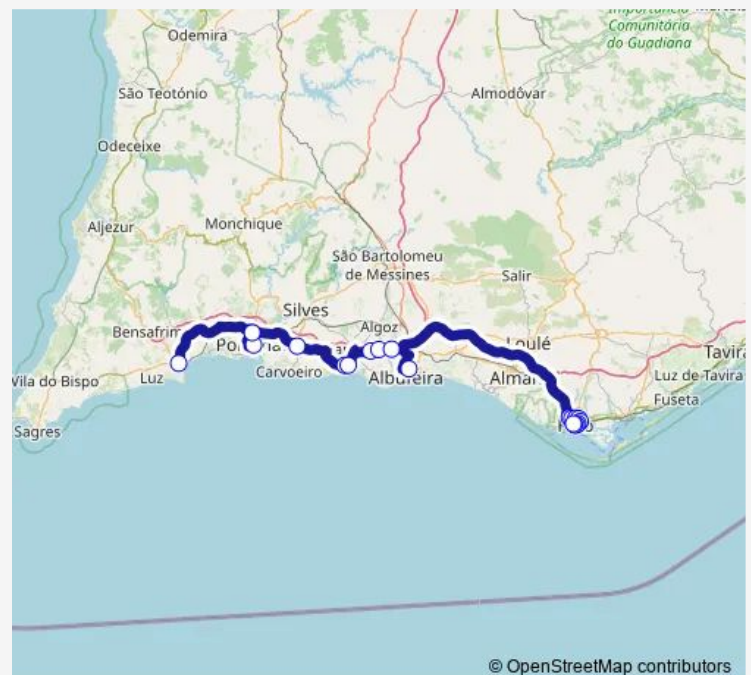 Importância
Comunitária
do Guadiana
Odemira
São Teotónio
Almodôvar
Odeceixe
Aljezur
Monchique
São Bartolomeu
de Messines
Salir
Silves
Bensafrim
Algoz
Loulé
Tavira
Carvoeiro
Vila do Bispo
Luz
Albufeira
Luz de Tavira
Fuseta
Sagres
© OpenStreetMap contributors